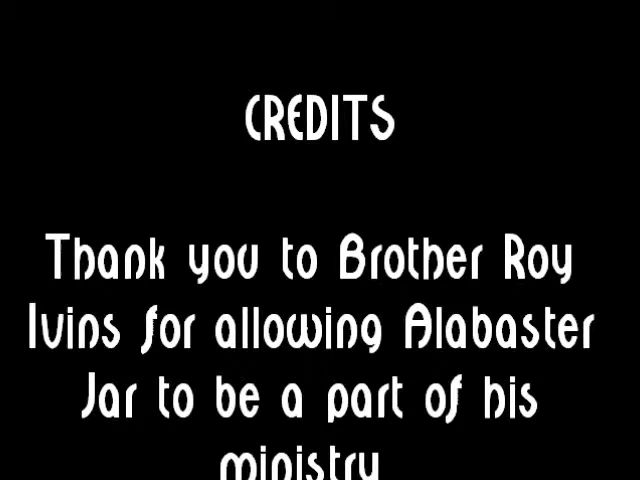 CREDITS
Thank you to Brother Roy
Ivins for allowing Alabaster
Jar to be a part of his
ministry